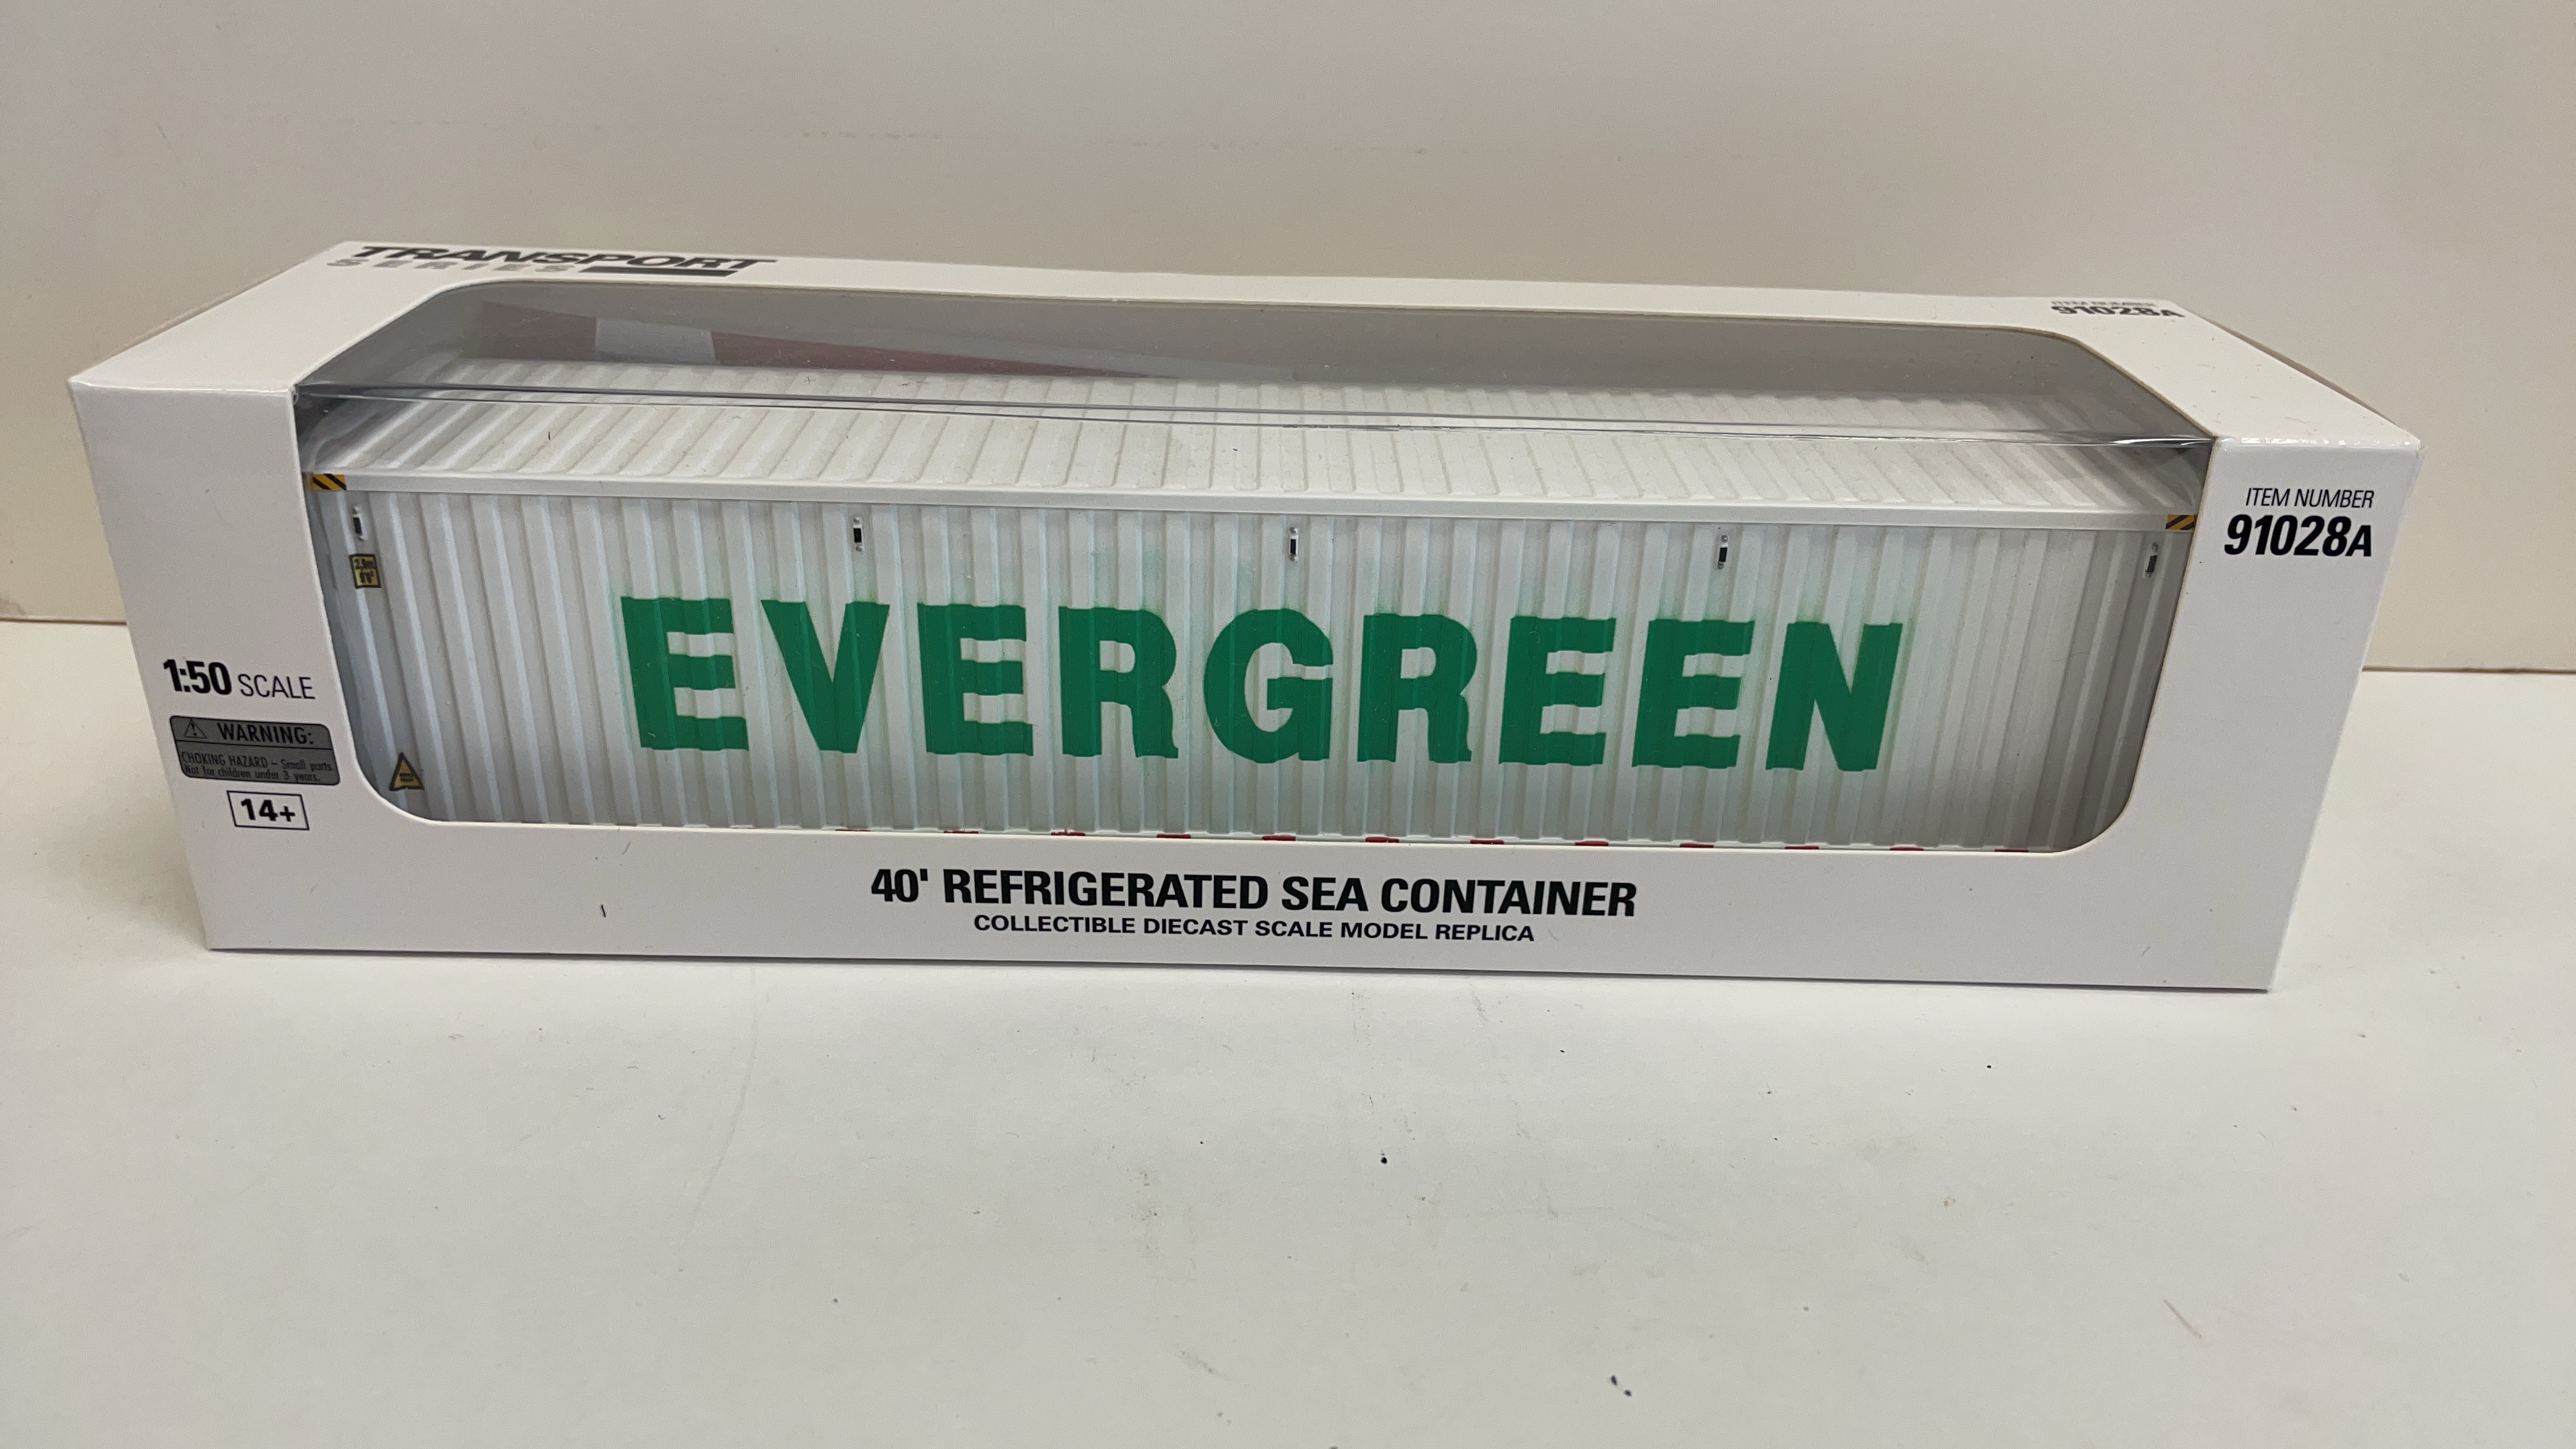 TRANSPORT
SERIES
ITEM NUMBER
91028A
ITEM NUMBER
91028A
EVERGREEN
1:50 SCALE
WARNING:
CHOKING HAZARD – Small parts.
Not for children under 3 years.
14+
40' REFRIGERATED SEA CONTAINER
COLLECTIBLE DIECAST SCALE MODEL REPLICA